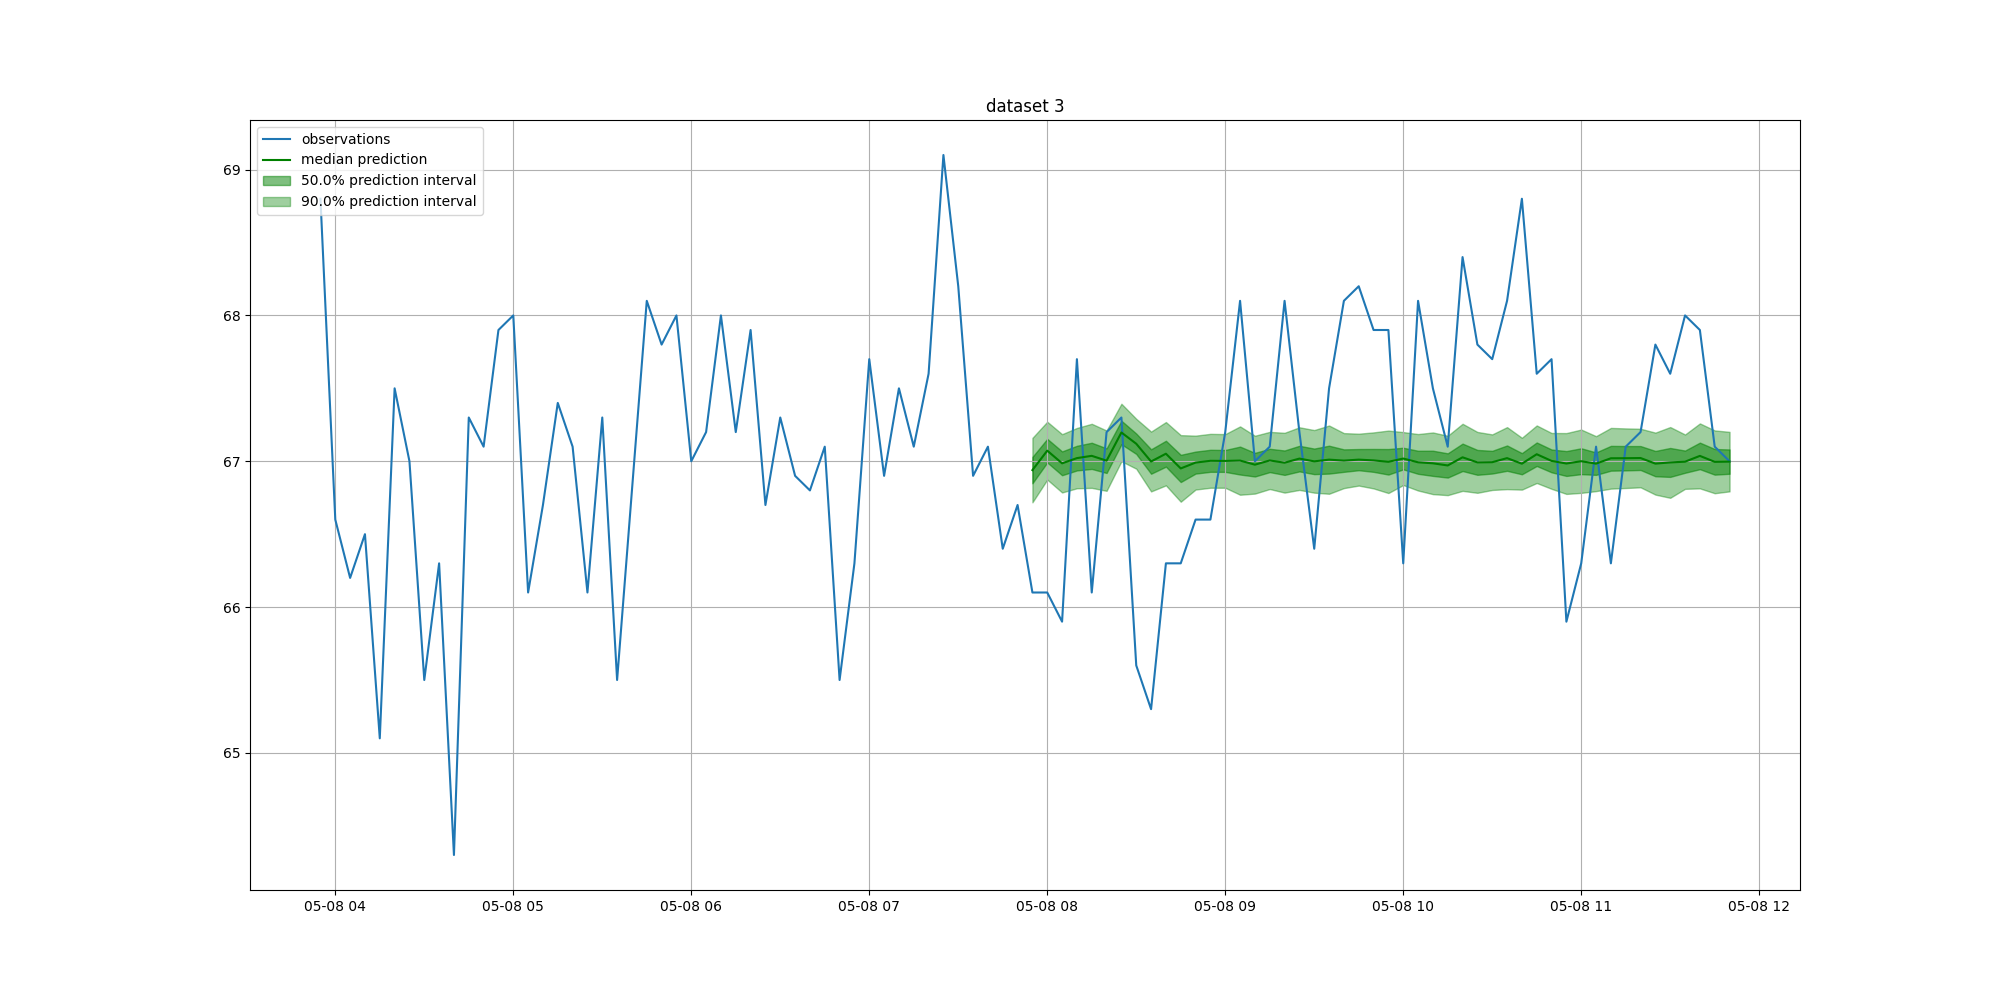 dataset 3
observations
median prediction
50.0% prediction interval
90.0% prediction interval
69
68
67
66
65
05-08 04
05-08 05
05-08 06
05-08 07
05-08 08
05-08 09
05-08 10
05-08 11
05-08 12